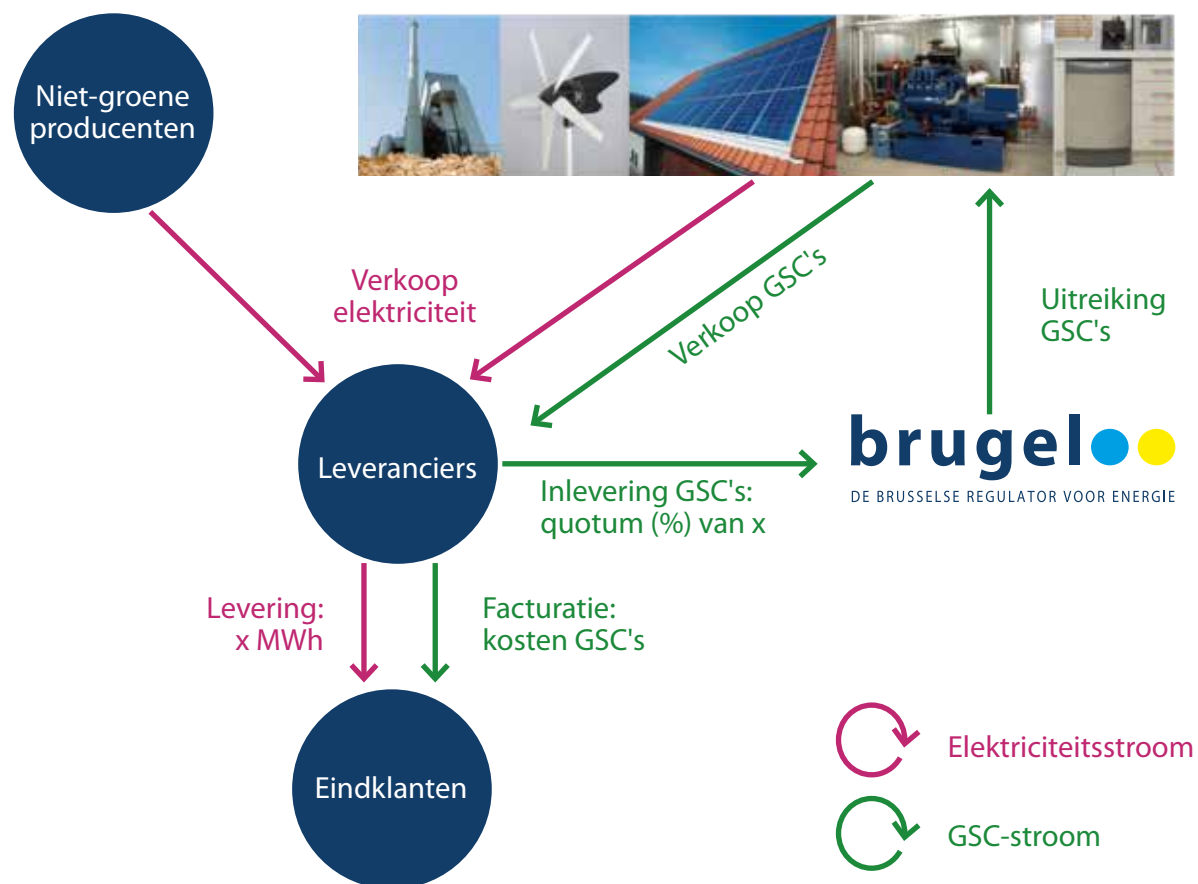 Niet-groene
producenten
Verkoop
elektriciteit
Verkoop GSC's
Uitreiking
GSC's
Leveranciers
Inlevering GSC's:
quotum (%) van x
brugel
DE BRUSSELSE REGULATOR VOOR ENERGIE
Levering:
x MWh
Facturatie:
kosten GSC's
Eindklanten
Elektriciteitsstroom
GSC-stroom